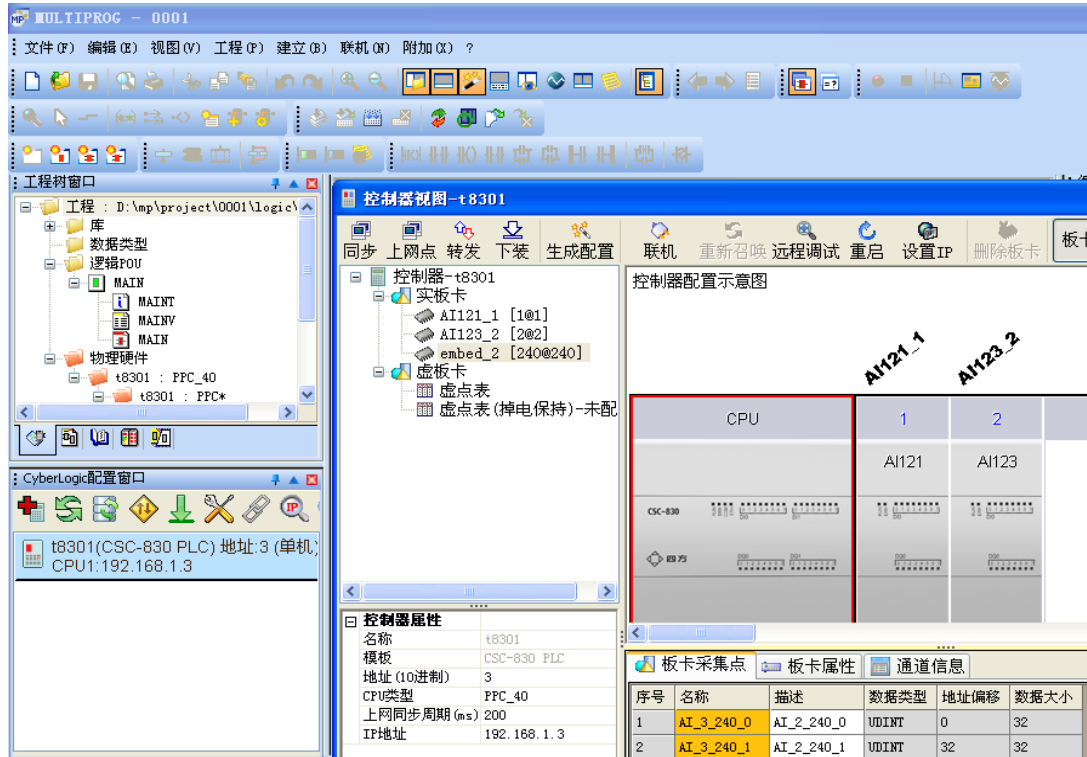 MULTIPROG - 0001
文件(F) 编辑(E) 视图(V) 工程(P) 建立(B) 联机(N) 附加(X) ?
工程树窗口
工程 : D:\mp\project\0001\logic\
库
数据类型
逻辑POU
MAIN
MAINT
MAINV
MAIN
物理硬件
t8301 : PPC_40
t8301 : PPC*
CyberLogic配置窗口
t8301(CSC-830 PLC) 地址:3 (单机)
CPU1:192.168.1.3
控制器视图-t8301
同步 上网点 转发 下装 生成配置 联机 重新召唤 远程调试 重启 设置IP 删除板卡 板卡
控制器-t8301
实板卡
AI121_1 [1@1]
AI123_2 [2@2]
embed_2 [240@240]
虚板卡
虚点表
虚点表(掉电保持)-未配
控制器属性
名称 t8301
模板 CSC-830 PLC
地址(10进制) 3
CPU类型 PPC_40
上网同步周期(ms) 200
IP地址 192.168.1.3
控制器配置示意图
AI121_1 AI123_2
CPU 1 2
AI121 AI123
CSC-830
四方
板卡采集点 板卡属性 通道信息
序号 名称 描述 数据类型 地址偏移 数据大小
1 AI_3_240_0 AI_2_240_0 UDINT 0 32
2 AI_3_240_1 AI_2_240_1 UDINT 32 32